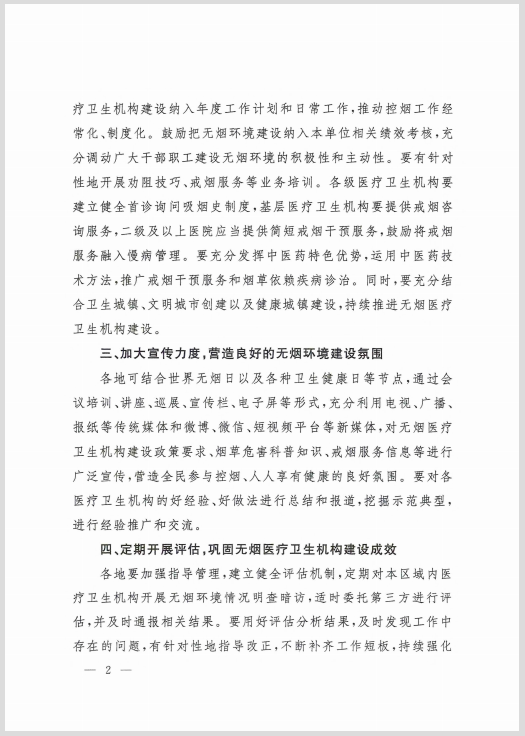 疗卫生机构建设纳入年度工作计划和日常工作，推动控烟工作经
常化、制度化。鼓励把无烟环境建设纳入本单位相关绩效考核，充
分调动广大干部职工建设无烟环境的积极性和主动性。要有针对
性地开展劝阻技巧、戒烟服务等业务培训。各级医疗卫生机构要
建立健全首诊询问吸烟史制度，基层医疗卫生机构要提供戒烟咨
询服务，二级及以上医院应当提供简短戒烟干预服务，鼓励将戒烟
服务融入慢病管理。要充分发挥中医药特色优势，运用中医药技
术方法，推广戒烟干预服务和烟草依赖疾病诊治。同时，要充分结
合卫生城镇、文明城市创建以及健康城镇建设，持续推进无烟医疗
卫生机构建设。
三、加大宣传力度，营造良好的无烟环境建设氛围
各地可结合世界无烟日以及各种卫生健康日等节点，通过会
议培训、讲座、巡展、宣传栏、电子屏等形式，充分利用电视、广播、
报纸等传统媒体和微博、微信、短视频平台等新媒体，对无烟医疗
卫生机构建设政策要求、烟草危害科普知识、戒烟服务信息等进行
广泛宣传，营造全民参与控烟、人人享有健康的良好氛围。要对各
医疗卫生机构的好经验、好做法进行总结和报道，挖掘示范典型，
进行经验推广和交流。
四、定期开展评估，巩固无烟医疗卫生机构建设成效
各地要加强指导管理，建立健全评估机制，定期对本区域内医
疗卫生机构开展无烟环境情况明查暗访，适时委托第三方进行评
估，并及时通报相关结果。要用好评估分析结果，及时发现工作中
存在的问题，有针对性地指导改正，不断补齐工作短板，持续强化
— 2 —